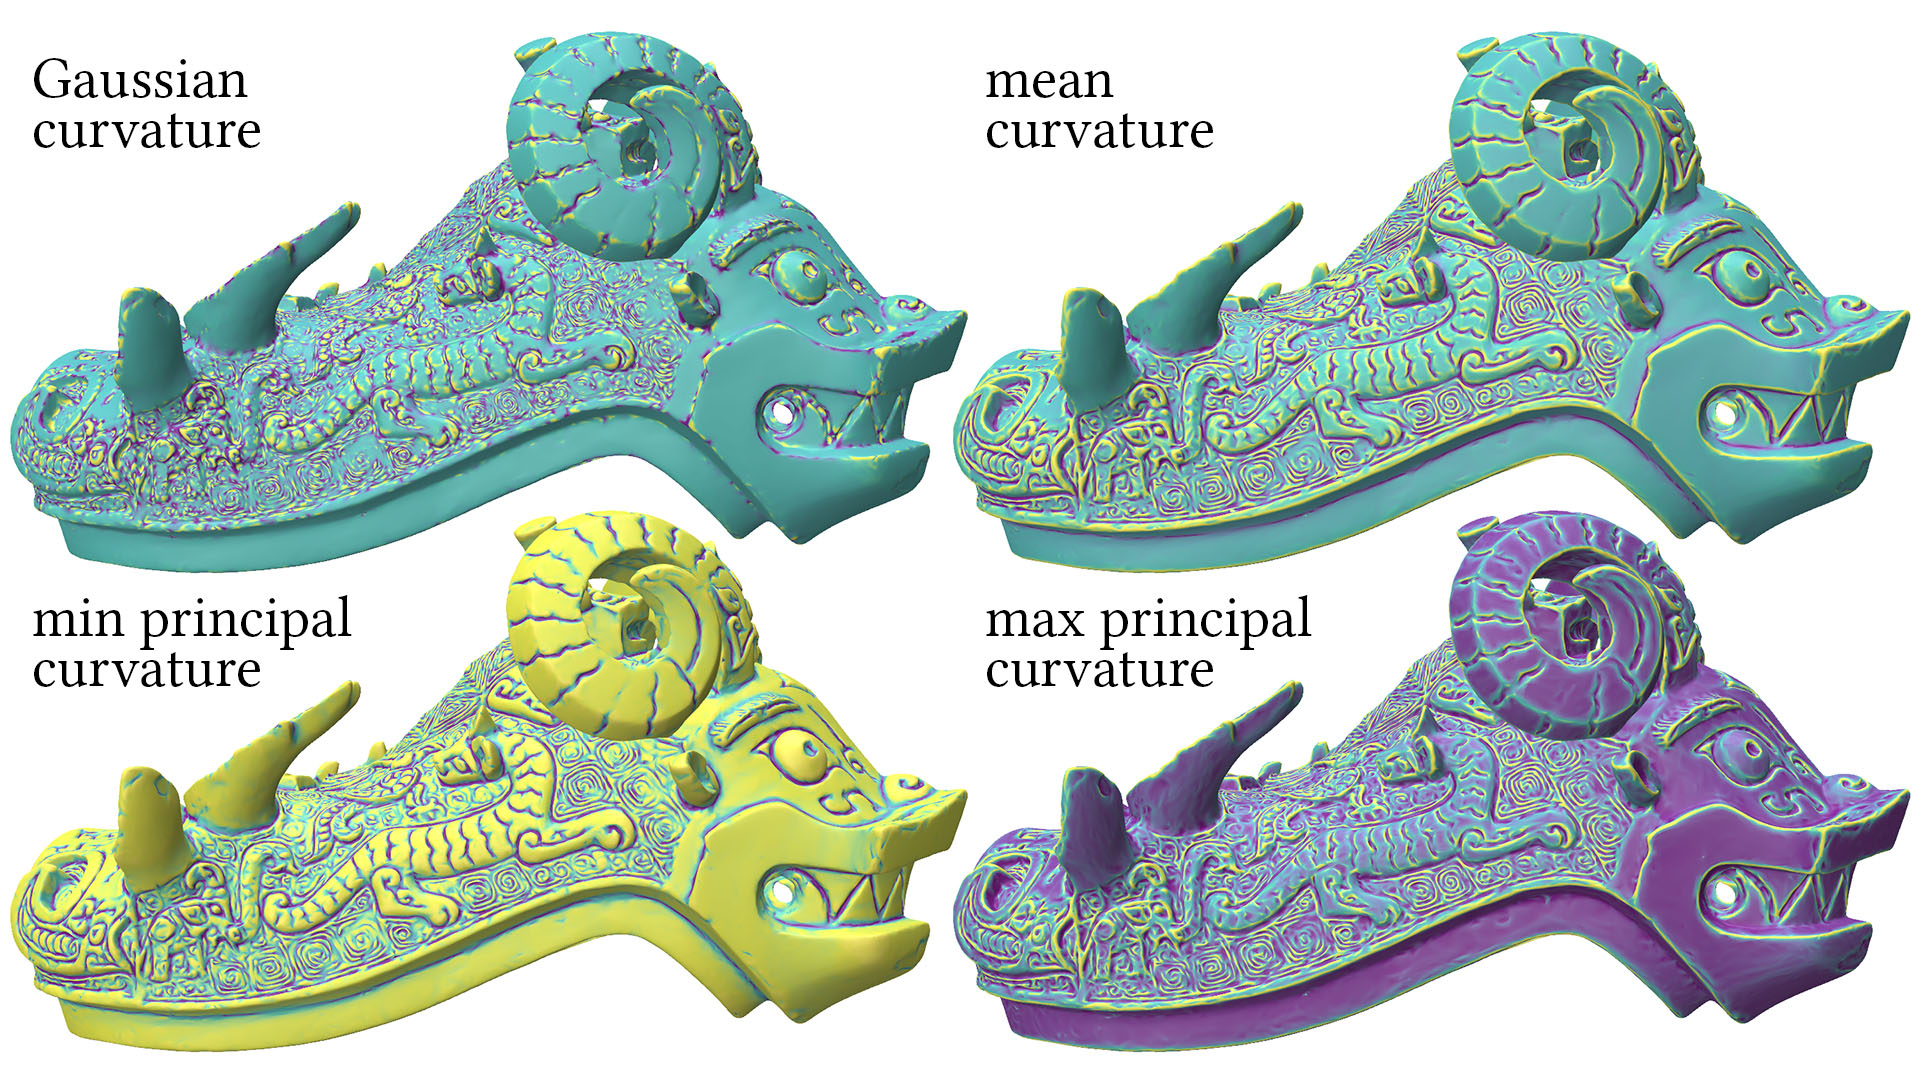 Gaussian
curvature
mean
curvature
min principal
curvature
max principal
curvature